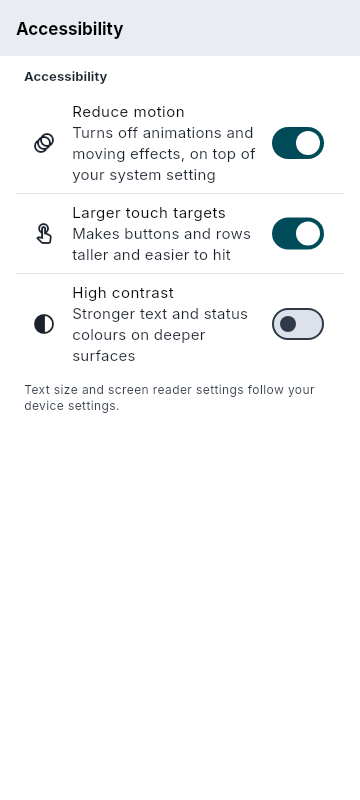 Accessibility
Accessibility
Reduce motion
Turns off animations and
moving effects, on top of
your system setting
Larger touch targets
Makes buttons and rows
taller and easier to hit
High contrast
Stronger text and status
colours on deeper
surfaces
Text size and screen reader settings follow your
device settings.